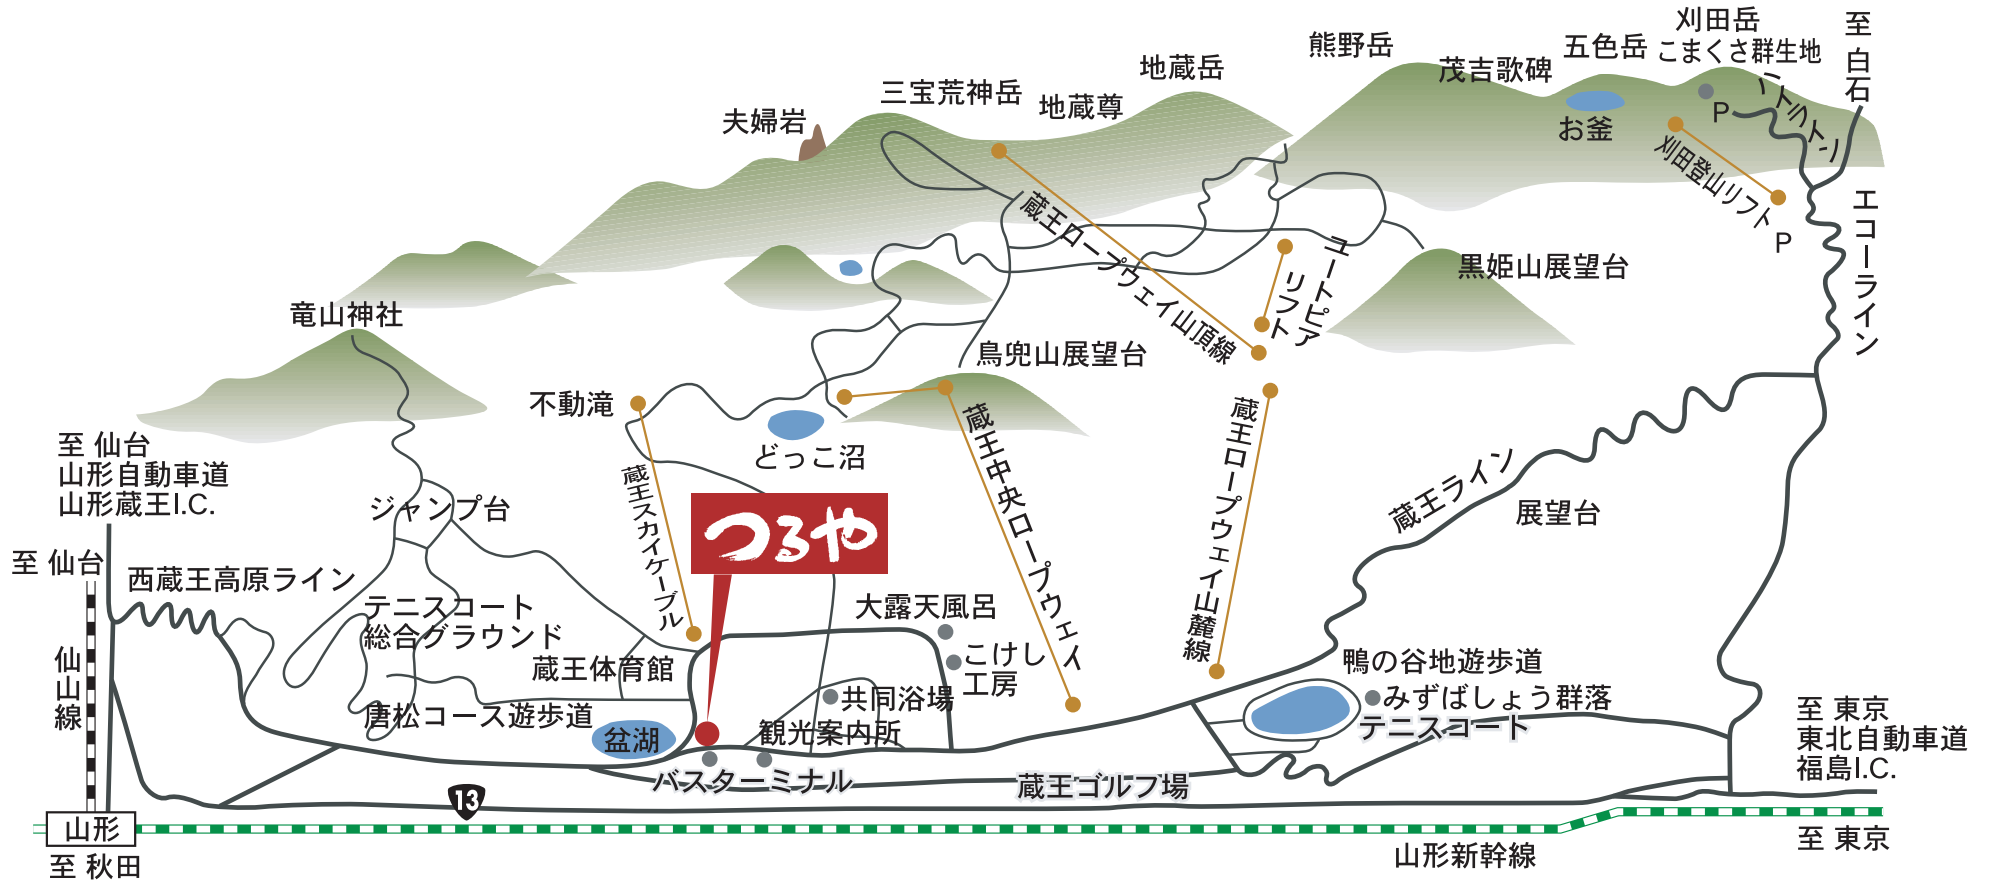 刈田岳
こまくさ群生地
至 白石
五色岳
熊野岳
茂吉歌碑
地蔵岳
三宝荒神岳
地蔵尊
夫婦岩
お釜
P
ハトラトン
刈田登山リフト
P
エコーライン
蔵王ロープウェイ山頂線
ユートピア
リフト
黒姫山展望台
竜山神社
鳥兜山展望台
不動滝
どっこ沼
蔵王スカイケーブル
蔵王中央ロープウェイ
蔵王ロープウェイ山麓線
蔵王ライン
展望台
至 仙台
山形自動車道
山形蔵王I.C.
ジャンプ台
至 仙台
西蔵王高原ライン
つるや
テニスコート
総合グラウンド
大露天風呂
こけし
工房
蔵王体育館
仙山線
唐松コース遊歩道
共同浴場
盆湖
観光案内所
鴨の谷地遊歩道
みずばしょう群落
テニスコート
バスターミナル
蔵王ゴルフ場
至 東京
東北自動車道
福島I.C.
13
山形
至 秋田
山形新幹線
至 東京